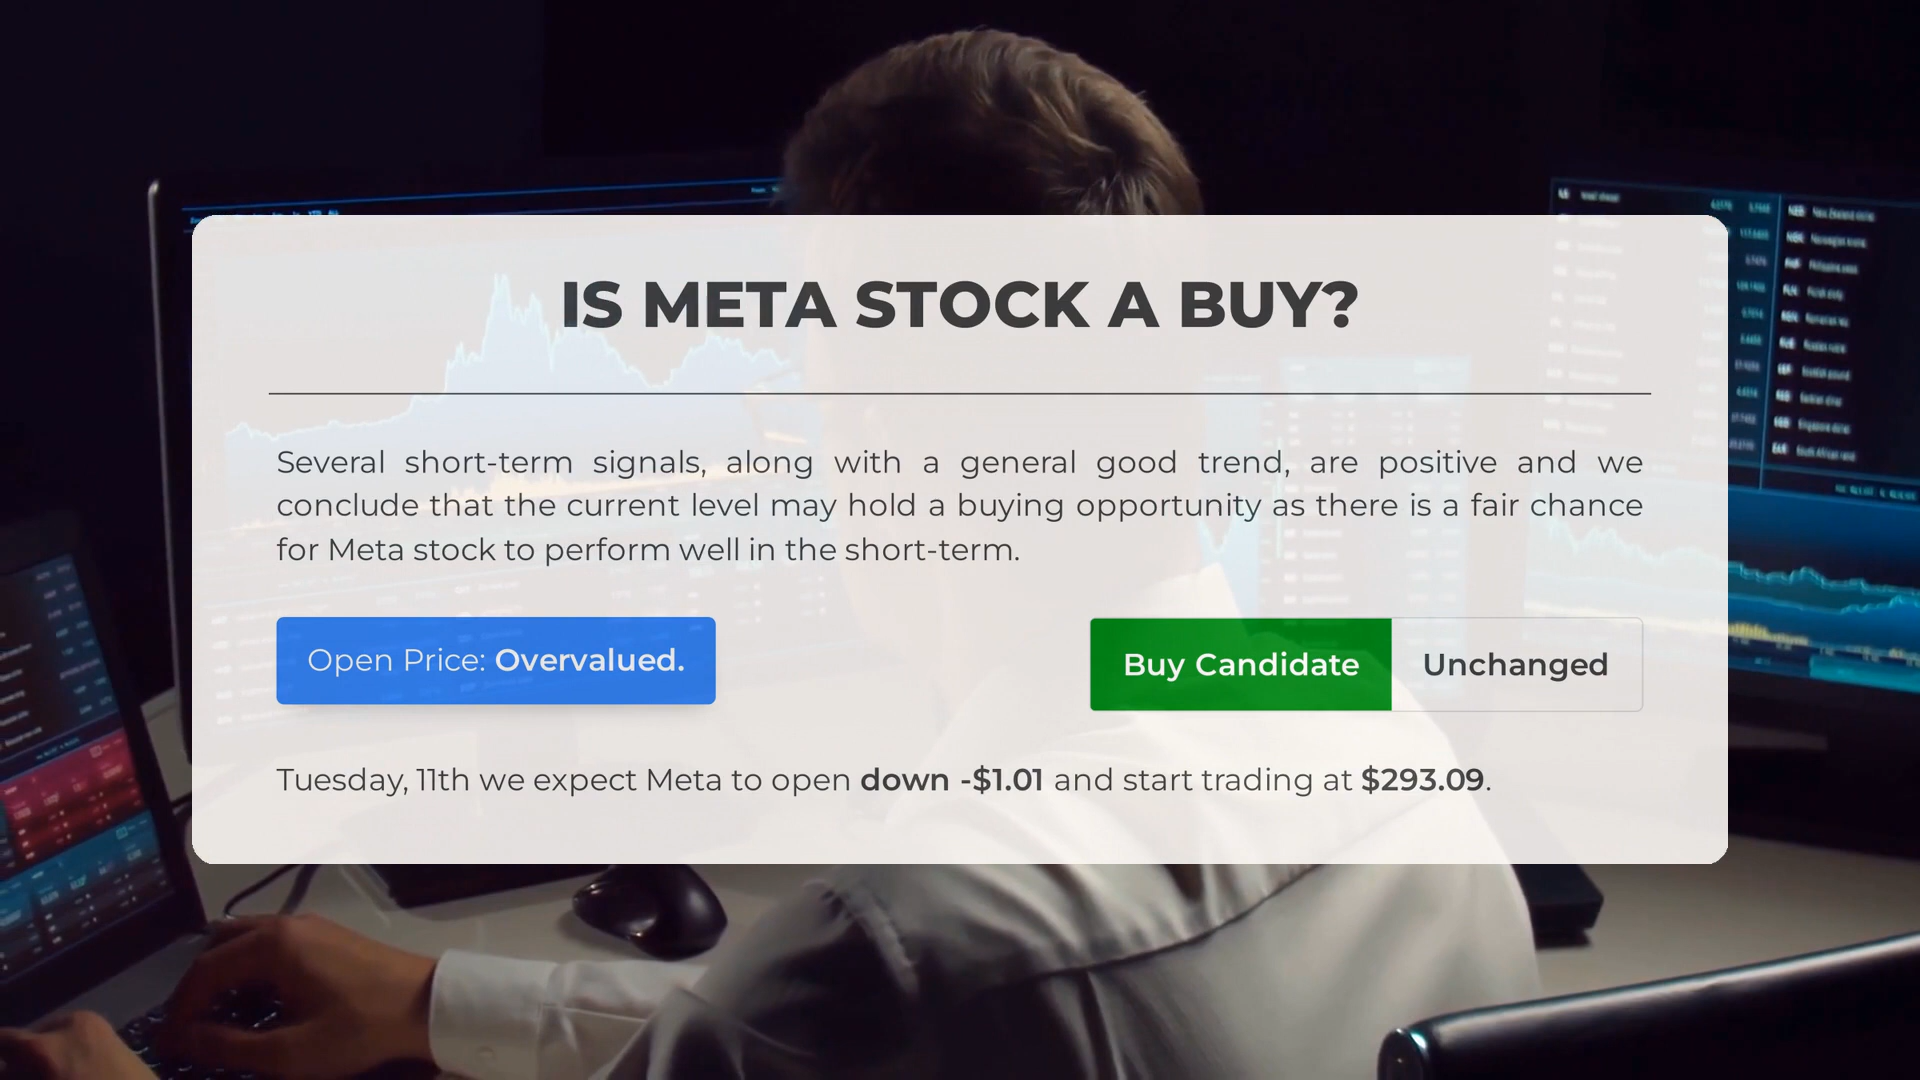 IS META STOCK A BUY?
Several short-term signals, along with a general good trend, are positive and we
conclude that the current level may hold a buying opportunity as there is a fair chance
for Meta stock to perform well in the short-term.
Open Price: Overvalued.
Buy Candidate Unchanged
Tuesday, 11th we expect Meta to open down -$1.01 and start trading at $293.09.